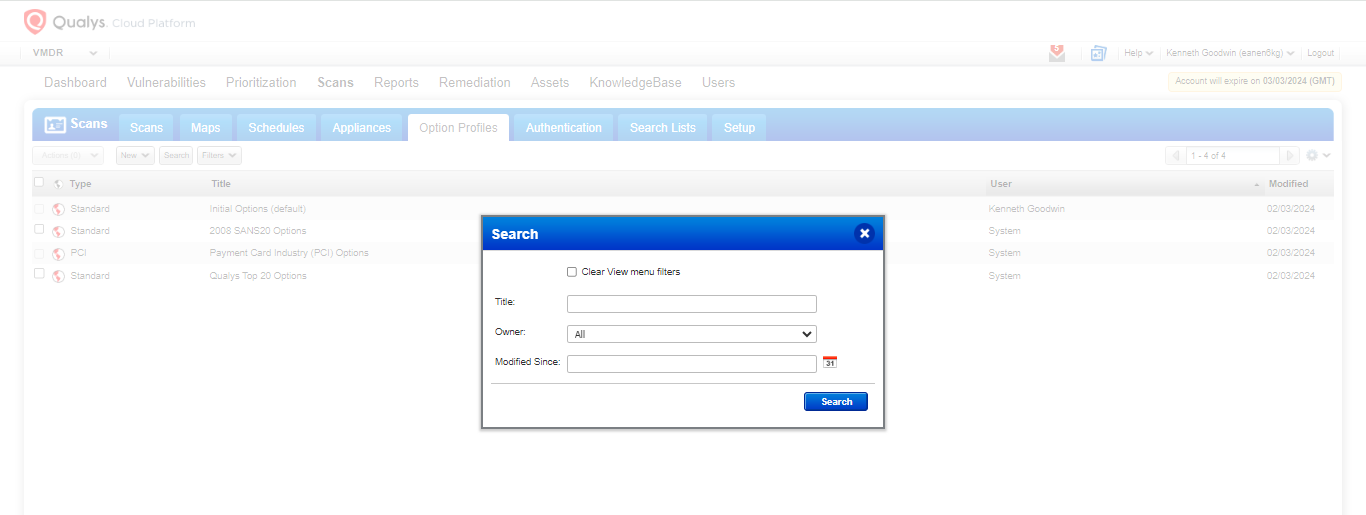 Qualys. Cloud Platform
VMDR
5
Help
Kenneth Goodwin (eanen6kg)
Logout
Dashboard Vulnerabilities Prioritization Scans Reports Remediation Assets KnowledgeBase Users
Account will expire on 03/03/2024 (GMT)
Scans Scans Maps Schedules Appliances Option Profiles Authentication Search Lists Setup
Actions (0) New Search Filters 1 - 4 of 4
Type Title User Modified
Standard Initial Options (default) Kenneth Goodwin 02/03/2024
Standard 2008 SANS20 Options System 02/03/2024
PCI Payment Card Industry (PCI) Options System 02/03/2024
Standard Qualys Top 20 Options System 02/03/2024
Search
Clear View menu filters
Title:
Owner: All
Modified Since: 31
Search